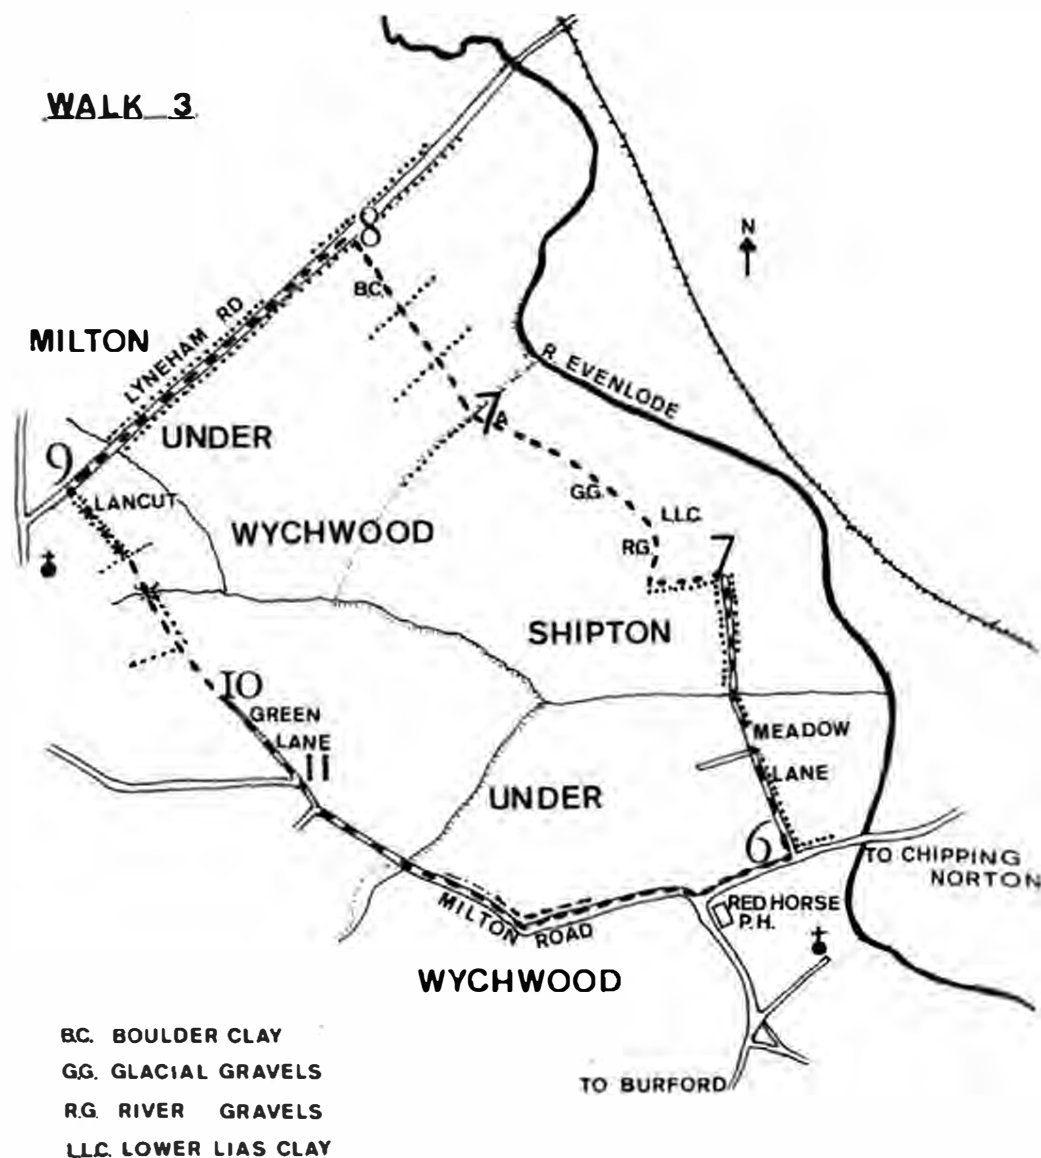 WALK 3
N
8
B.C.
LYNEHAM RD
MILTON
R. EVENLODE
7A
UNDER
9
LANCUT
G.G.
L.L.C.
WYCHWOOD
R.G.
7
SHIPTON
10
GREEN
LANE
11
MEADOW
LANE
UNDER
6
TO CHIPPING
NORTON
MILTON ROAD
RED HORSE
P.H.
WYCHWOOD
B.C. BOULDER CLAY
G.G. GLACIAL GRAVELS
TO BURFORD
R.G. RIVER GRAVELS
L.L.C. LOWER LIAS CLAY